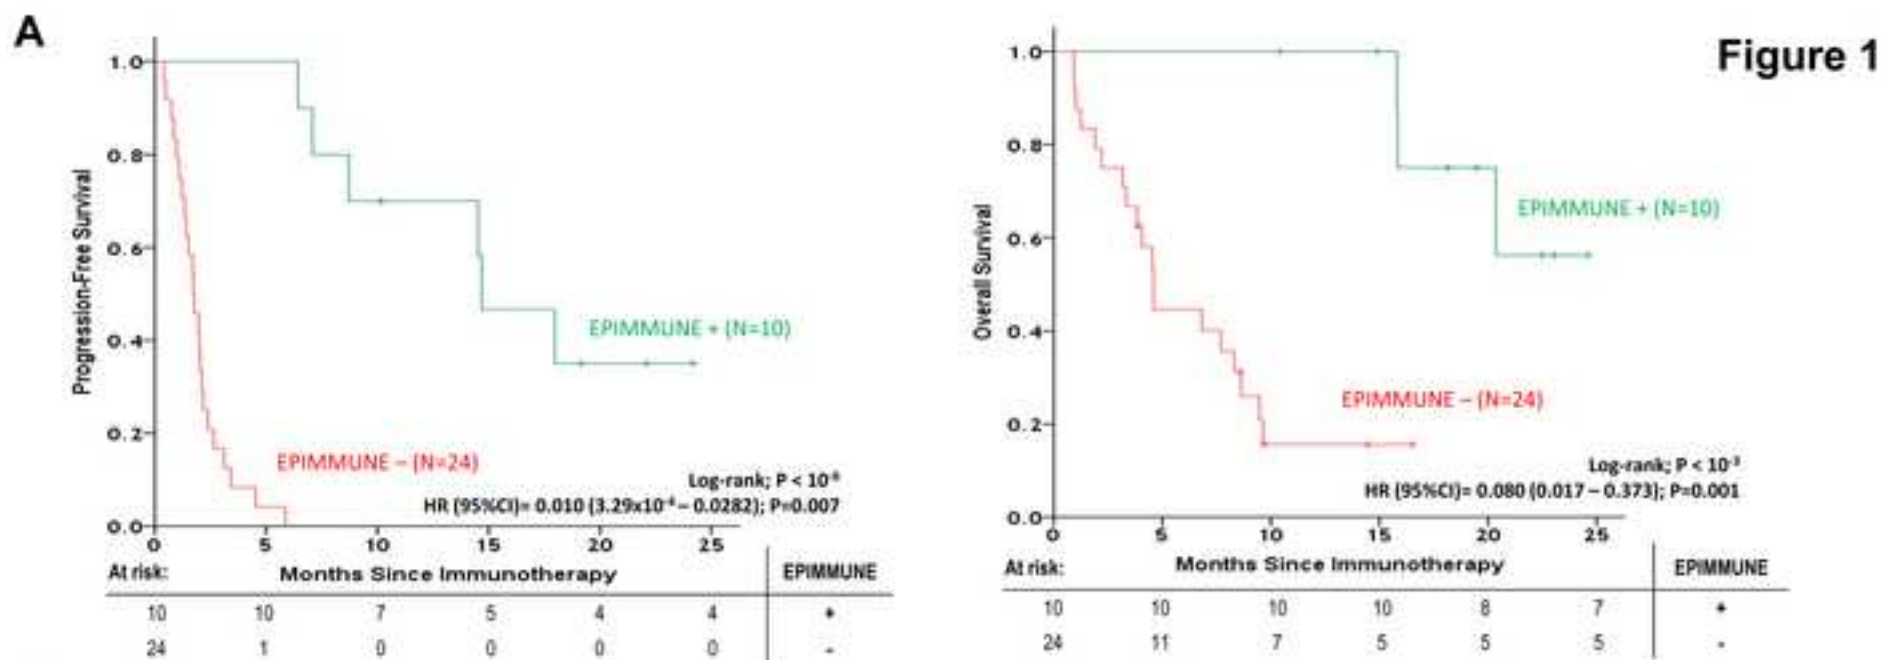 A
Figure 1
Progression-Free Survival
1.0
0.8
0.6
0.4
0.2
0.0
EPIMMUNE + (N=10)
EPIMMUNE – (N=24)
Log-rank; P < 10
HR (95%CI)= 0.010 (3.29x10 – 0.0282); P=0.007
0 5 10 15 20 25
At risk: Months Since Immunotherapy EPIMMUNE
10 10 7 5 4 4 +
24 1 0 0 0 0 -
Overall Survival
1.0
0.8
0.6
0.4
0.2
0.0
EPIMMUNE + (N=10)
EPIMMUNE – (N=24)
Log-rank; P < 10⁻³
HR (95%CI)= 0.080 (0.017 – 0.373); P=0.001
0 5 10 15 20 25
At risk: Months Since Immunotherapy EPIMMUNE
10 10 10 10 8 7 +
24 11 7 5 5 5 -